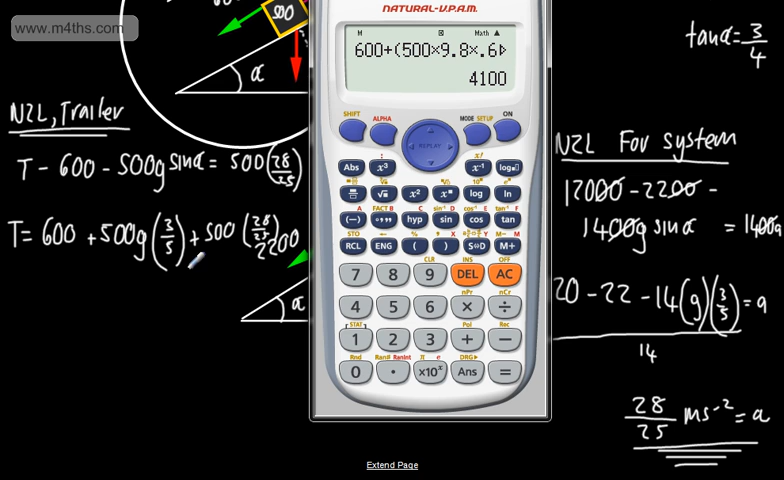 www.m4ths.com
500
α
N2L, Trailer
T - 600 - 500g sinα = 500(28/25)
T = 600 + 500g(3/5) + 500(28/25)
2200
α
NATURAL-V.P.A.M.
M Math ▲
600+(500×9.8×.6
4100
SHIFT ALPHA MODE SETUP ON
REPLAY
Abs x³ x⁻¹ log
x² log ln
(−) hyp sin cos tan
RCL ENG ( ) S⇔D M+
7 8 9 DEL AC
4 5 6 × ÷
1 2 3 + −
0 • ×10ˣ Ans =
tanα = 3/4
N2L For system
12000 - 2200 -
1400g sinα = 1400a
20 - 22 - 14(g)(3/5) = a
14
28/25 ms⁻² = a
Extend Page